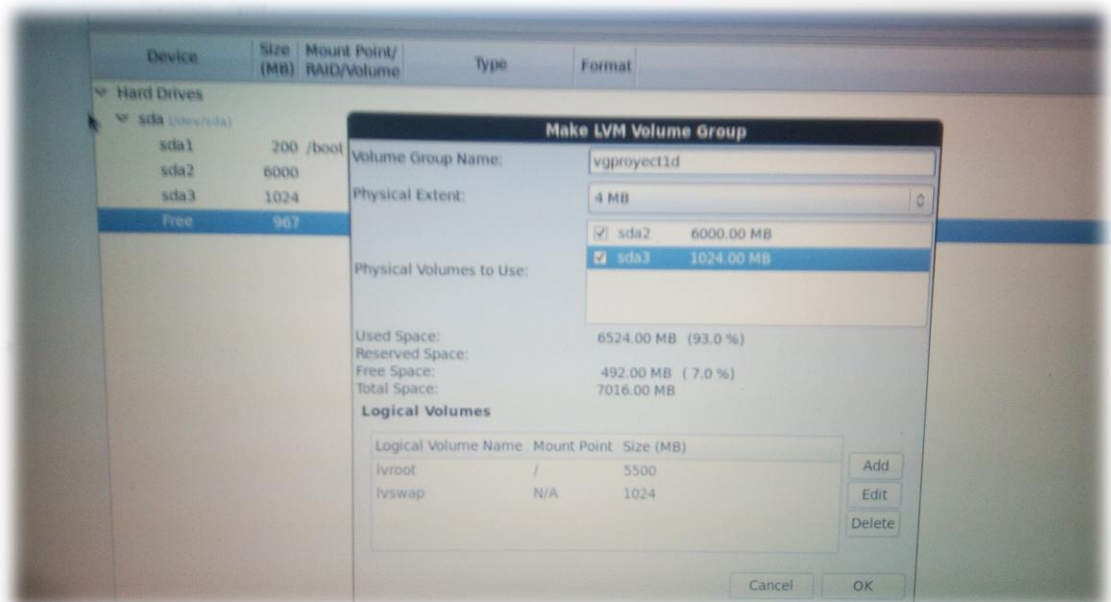 Device Size (MB) Mount Point/ RAID/Volume Type Format
Hard Drives
sda (/dev/sda)
sda1 200 /boot
sda2 6000
sda3 1024
Free 967
Make LVM Volume Group
Volume Group Name: vgproyect1d
Physical Extent: 4 MB
Physical Volumes to Use:
sda2 6000.00 MB
sda3 1024.00 MB
Used Space: 6524.00 MB (93.0 %)
Reserved Space:
Free Space: 492.00 MB ( 7.0 %)
Total Space: 7016.00 MB
Logical Volumes
Logical Volume Name Mount Point Size (MB)
lvroot / 5500
lvswap N/A 1024
Add
Edit
Delete
Cancel OK